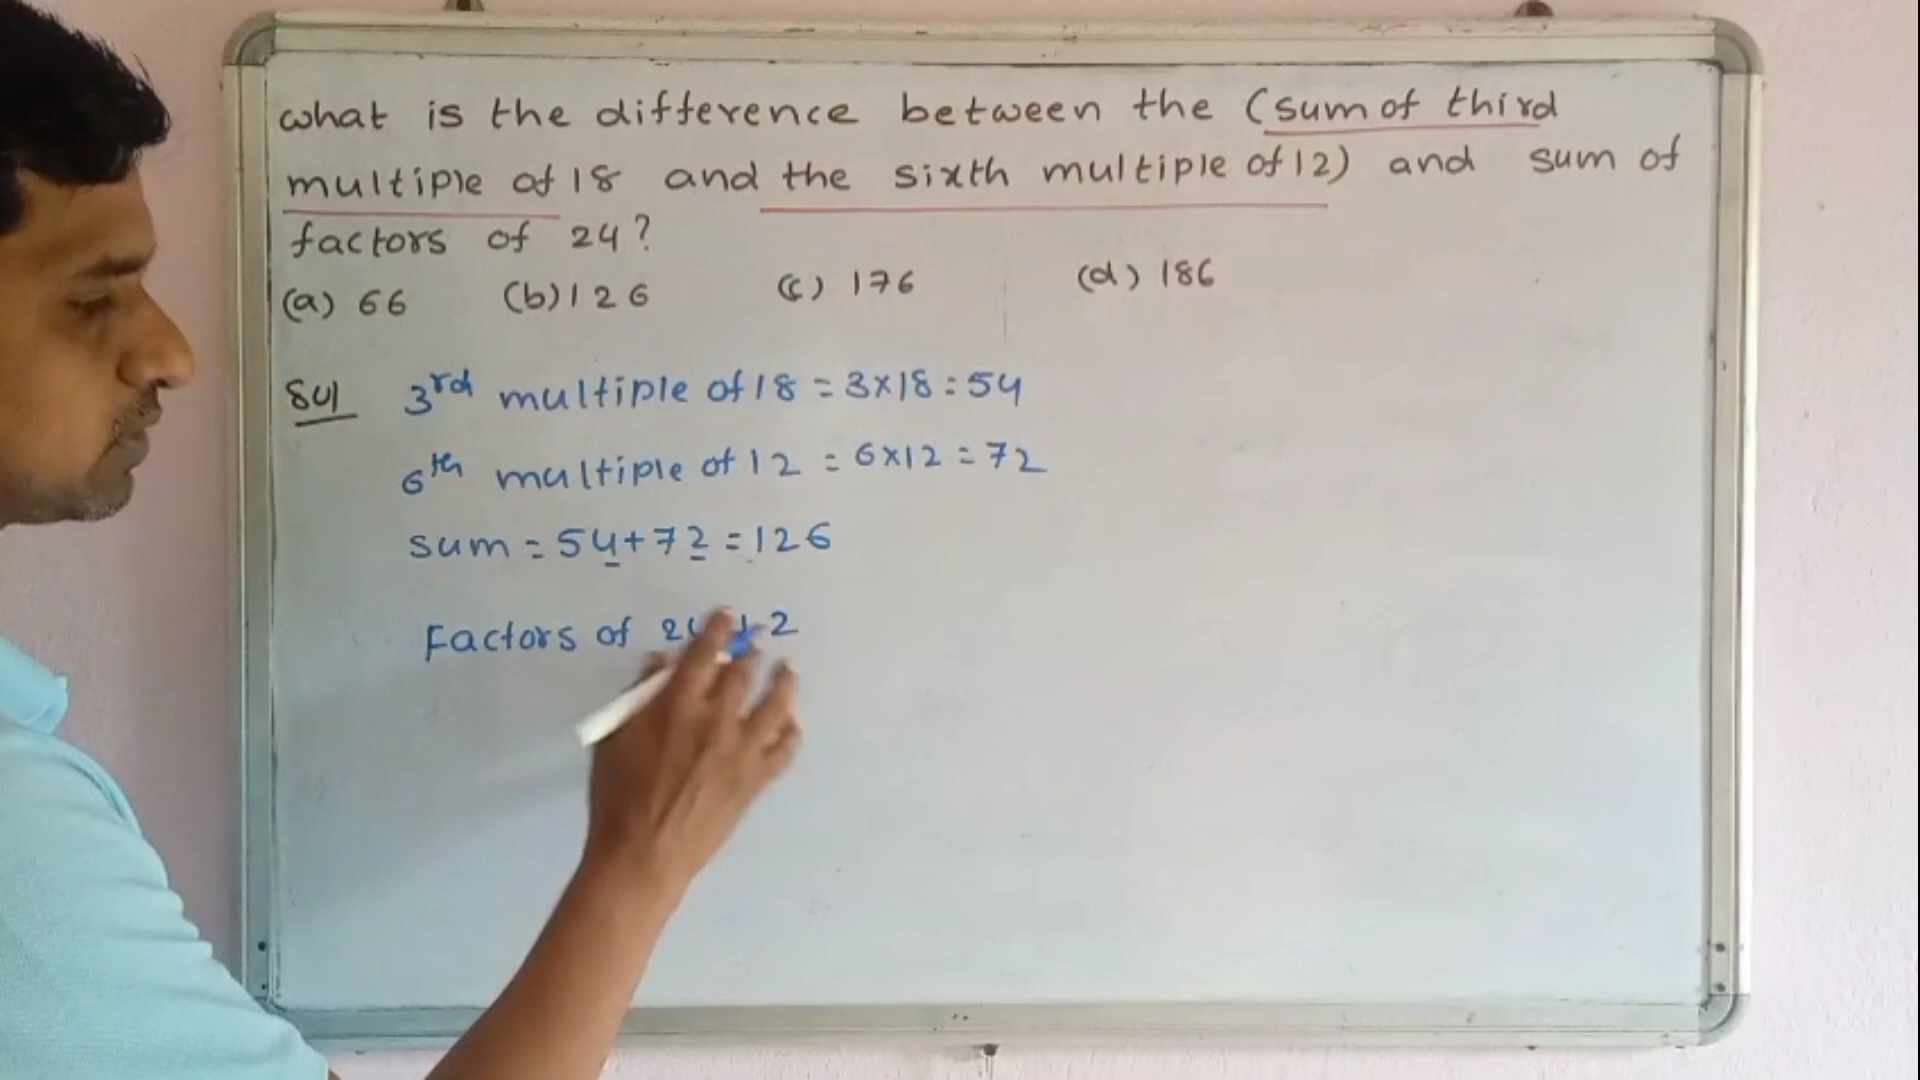 what is the difference between the (sum of third
multiple of 18 and the sixth multiple of 12) and sum of
factors of 24?
(a) 66 (b) 126 (c) 176 (d) 186
Sol 3rd multiple of 18 = 3×18 = 54
6th multiple of 12 = 6×12 = 72
sum = 54+72 = 126
Factors of 2